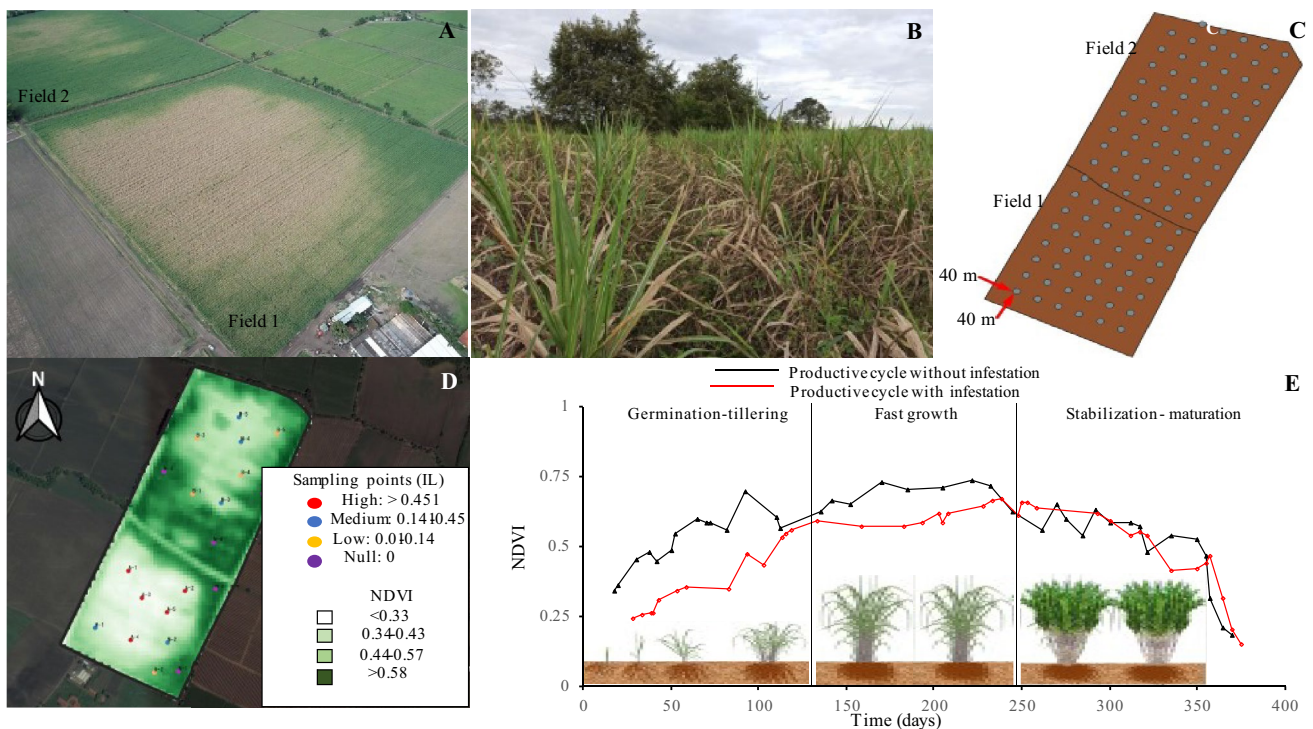 A
Field 2
Field 1
B
C
C
Field 2
Field 1
40 m
40 m
N
D
Sampling points (IL)
High: > 0.451
Medium: 0.141-0.45
Low: 0.01-0.14
Null: 0
NDVI
<0.33
0.34-0.43
0.44-0.57
>0.58
Productive cycle without infestation
Productive cycle with infestation
E
Germination-tillering
Fast growth
Stabilization - maturation
NDVI
1
0.75
0.5
0.25
0
0 50 100 150 200 250 300 350 400
Time (days)